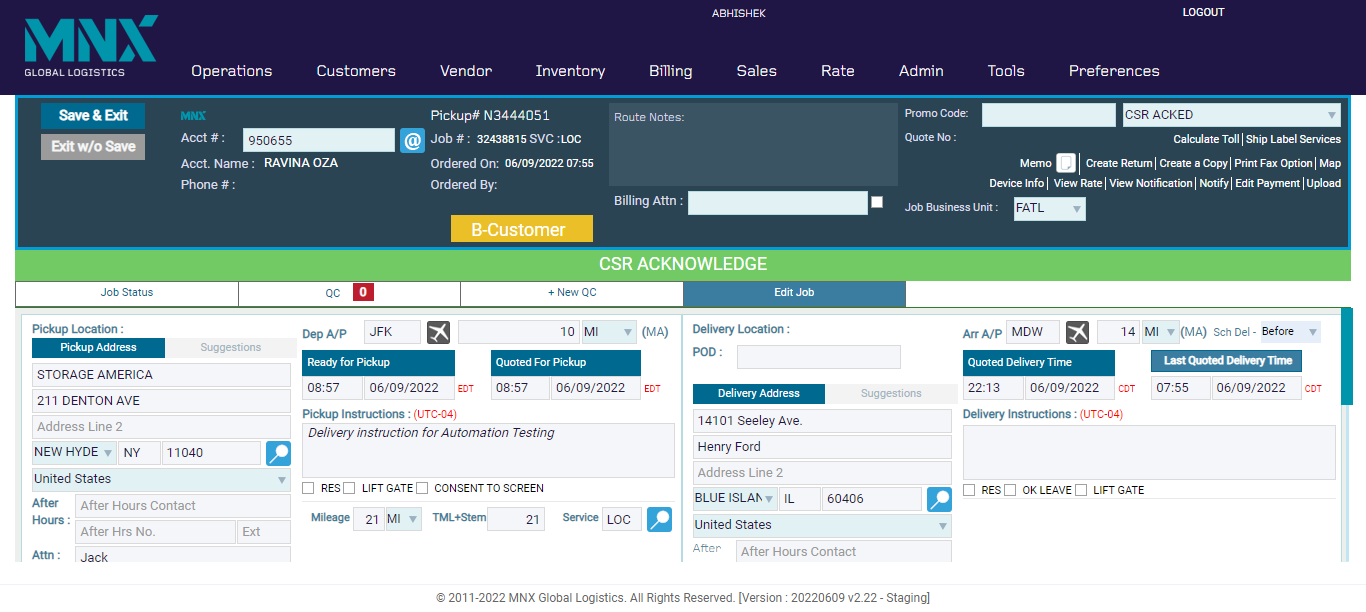 ABHISHEK
LOGOUT
MNX
GLOBAL LOGISTICS
Operations Customers Vendor Inventory Billing Sales Rate Admin Tools Preferences
Save & Exit
Exit w/o Save
MNX
Acct # : 950655 @
Acct. Name : RAVINA OZA
Phone # :
Pickup# N3444051
Job # : 32438815 SVC :LOC
Ordered On: 06/09/2022 07:55
Ordered By:
B-Customer
Route Notes:
Billing Attn :
Promo Code: CSR ACKED
Quote No :
Calculate Toll| Ship Label Services
Memo | Create Return| Create a Copy| Print Fax Option| Map
Device Info| View Rate| View Notification| Notify| Edit Payment| Upload
Job Business Unit : FATL
CSR ACKNOWLEDGE
Job Status QC 0 + New QC Edit Job
Pickup Location :
Pickup Address Suggestions
STORAGE AMERICA
211 DENTON AVE
Address Line 2
NEW HYDE NY 11040
United States
After Hours : After Hours Contact
After Hrs No. Ext
Attn : Jack
Dep A/P JFK 10 MI (MA)
Ready for Pickup Quoted For Pickup
08:57 06/09/2022 EDT 08:57 06/09/2022 EDT
Pickup Instructions : (UTC-04)
Delivery instruction for Automation Testing
RES LIFT GATE CONSENT TO SCREEN
Mileage 21 MI TML+Stem 21 Service LOC
Delivery Location :
POD :
Delivery Address Suggestions
14101 Seeley Ave.
Henry Ford
Address Line 2
BLUE ISLAN IL 60406
United States
After After Hours Contact
Arr A/P MDW 14 MI (MA) Sch Del - Before
Quoted Delivery Time Last Quoted Delivery Time
22:13 06/09/2022 CDT 07:55 06/09/2022 CDT
Delivery Instructions : (UTC-04)
RES OK LEAVE LIFT GATE
© 2011-2022 MNX Global Logistics. All Rights Reserved. [Version : 20220609 v2.22 - Staging]